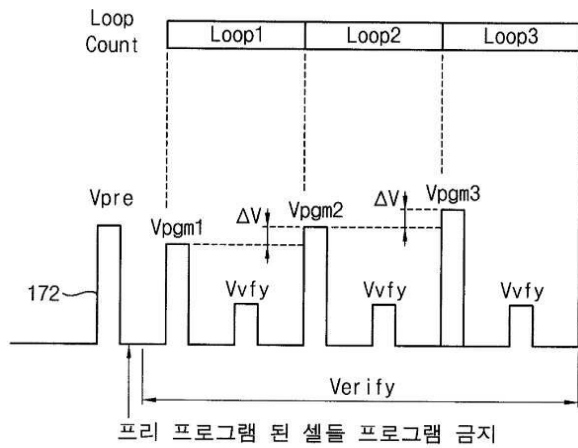 Loop Count
Loop1 Loop2 Loop3
Vpre
Vpgm1
ΔV
Vpgm2
ΔV
Vpgm3
172
Vvfy
Vvfy
Vvfy
Verify
프리 프로그램 된 셀들 프로그램 금지